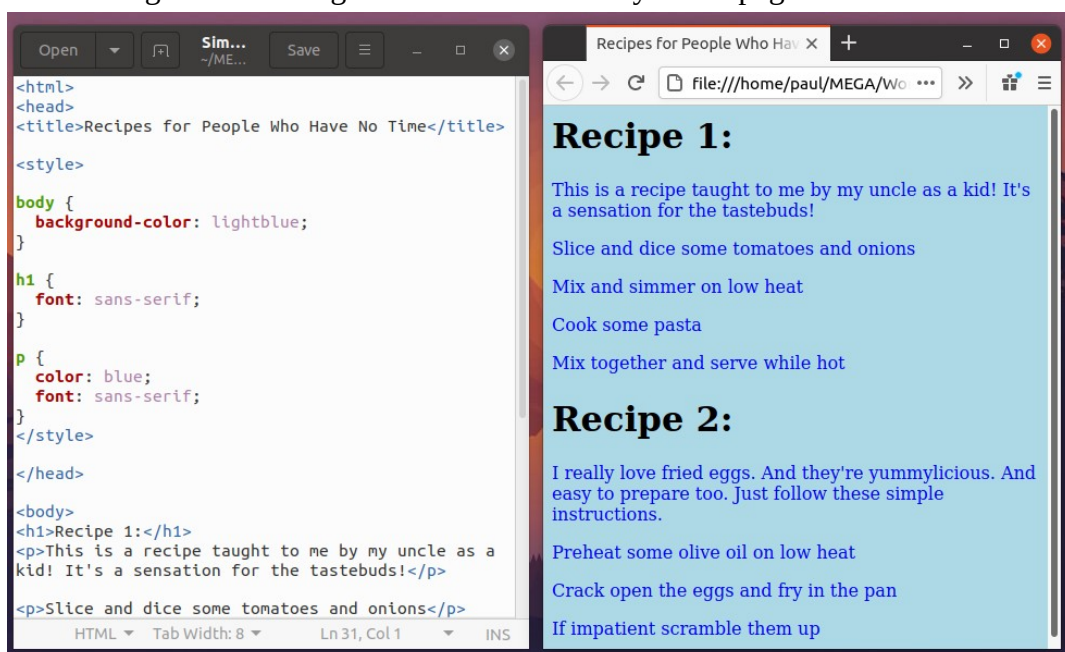 Open
Sim...
~/ME...
Save
<html>
<head>
<title>Recipes for People Who Have No Time</title>
<style>
body {
background-color: lightblue;
}
h1 {
font: sans-serif;
}
p {
color: blue;
font: sans-serif;
}
</style>
</head>
<body>
<h1>Recipe 1:</h1>
<p>This is a recipe taught to me by my uncle as a
kid! It's a sensation for the tastebuds!</p>
<p>Slice and dice some tomatoes and onions</p>
HTML Tab Width: 8 Ln 31, Col 1 INS
Recipes for People Who Hav
file:///home/paul/MEGA/Wo
Recipe 1:
This is a recipe taught to me by my uncle as a kid! It's
a sensation for the tastebuds!
Slice and dice some tomatoes and onions
Mix and simmer on low heat
Cook some pasta
Mix together and serve while hot
Recipe 2:
I really love fried eggs. And they're yummylicious. And
easy to prepare too. Just follow these simple
instructions.
Preheat some olive oil on low heat
Crack open the eggs and fry in the pan
If impatient scramble them up